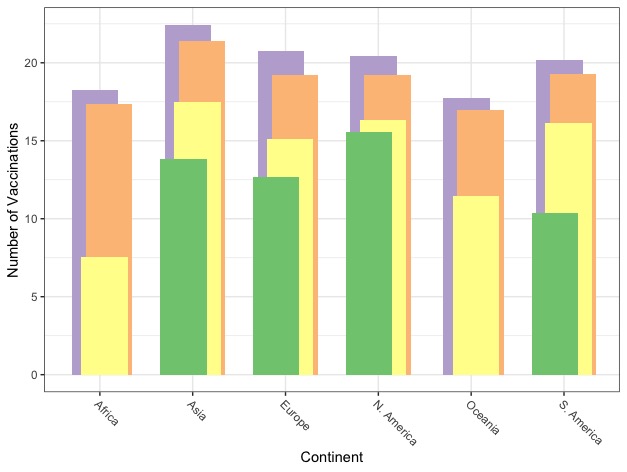 Number of Vaccinations
20
15
10
5
0
Africa
Asia
Europe
N. America
Oceania
S. America
Continent